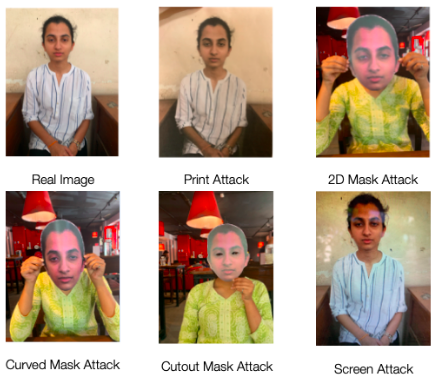 Real Image
Print Attack
2D Mask Attack
Curved Mask Attack
Cutout Mask Attack
Screen Attack